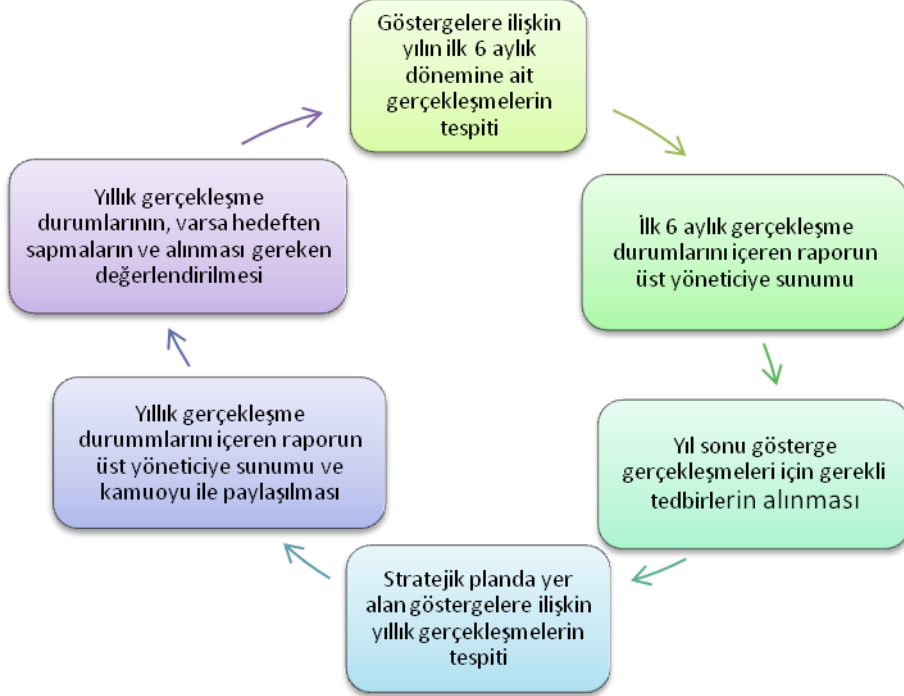 Göstergelere ilişkin
yılın ilk 6 aylık
dönemine ait
gerçekleşmelerin
tespiti
İlk 6 aylık gerçekleşme
durumlarını içeren raporun
üst yöneticiye sunumu
Yıl sonu gösterge
gerçekleşmeleri için gerekli
tedbirlerin alınması
Stratejik planda yer
alan göstergelere ilişkin
yıllık gerçekleşmelerin
tespiti
Yıllık gerçekleşme
durummlarını içeren raporun
üst yöneticiye sunumu ve
kamuoyu ile paylaşılması
Yıllık gerçekleşme
durumlarının, varsa hedeften
sapmaların ve alınması gereken
değerlendirilmesi